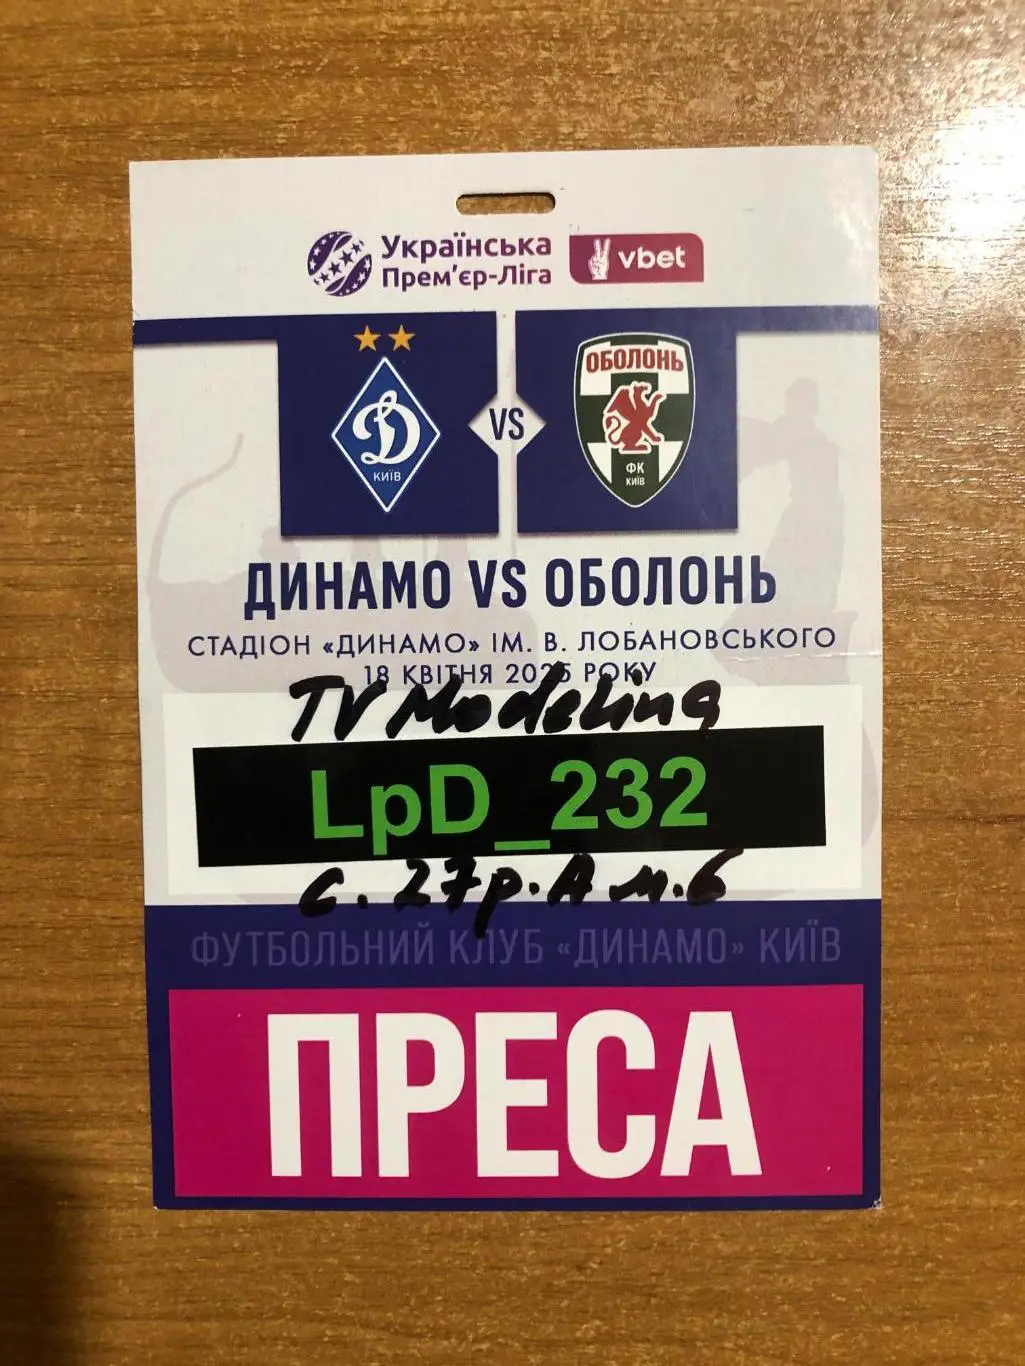 Українська
Прем'єр-Ліга
vbet
ОБОЛОНЬ
ФК
КИЇВ
Д
КИЇВ
VS
ДИНАМО VS ОБОЛОНЬ
СТАДІОН «ДИНАМО» ІМ. В. ЛОБАНОВСЬКОГО
18 КВІТНЯ 2025 РОКУ
TV Modeling
LpD_232
с. 27 р. А м. 6
ФУТБОЛЬНИЙ КЛУБ «ДИНАМО» КИЇВ
ПРЕСА